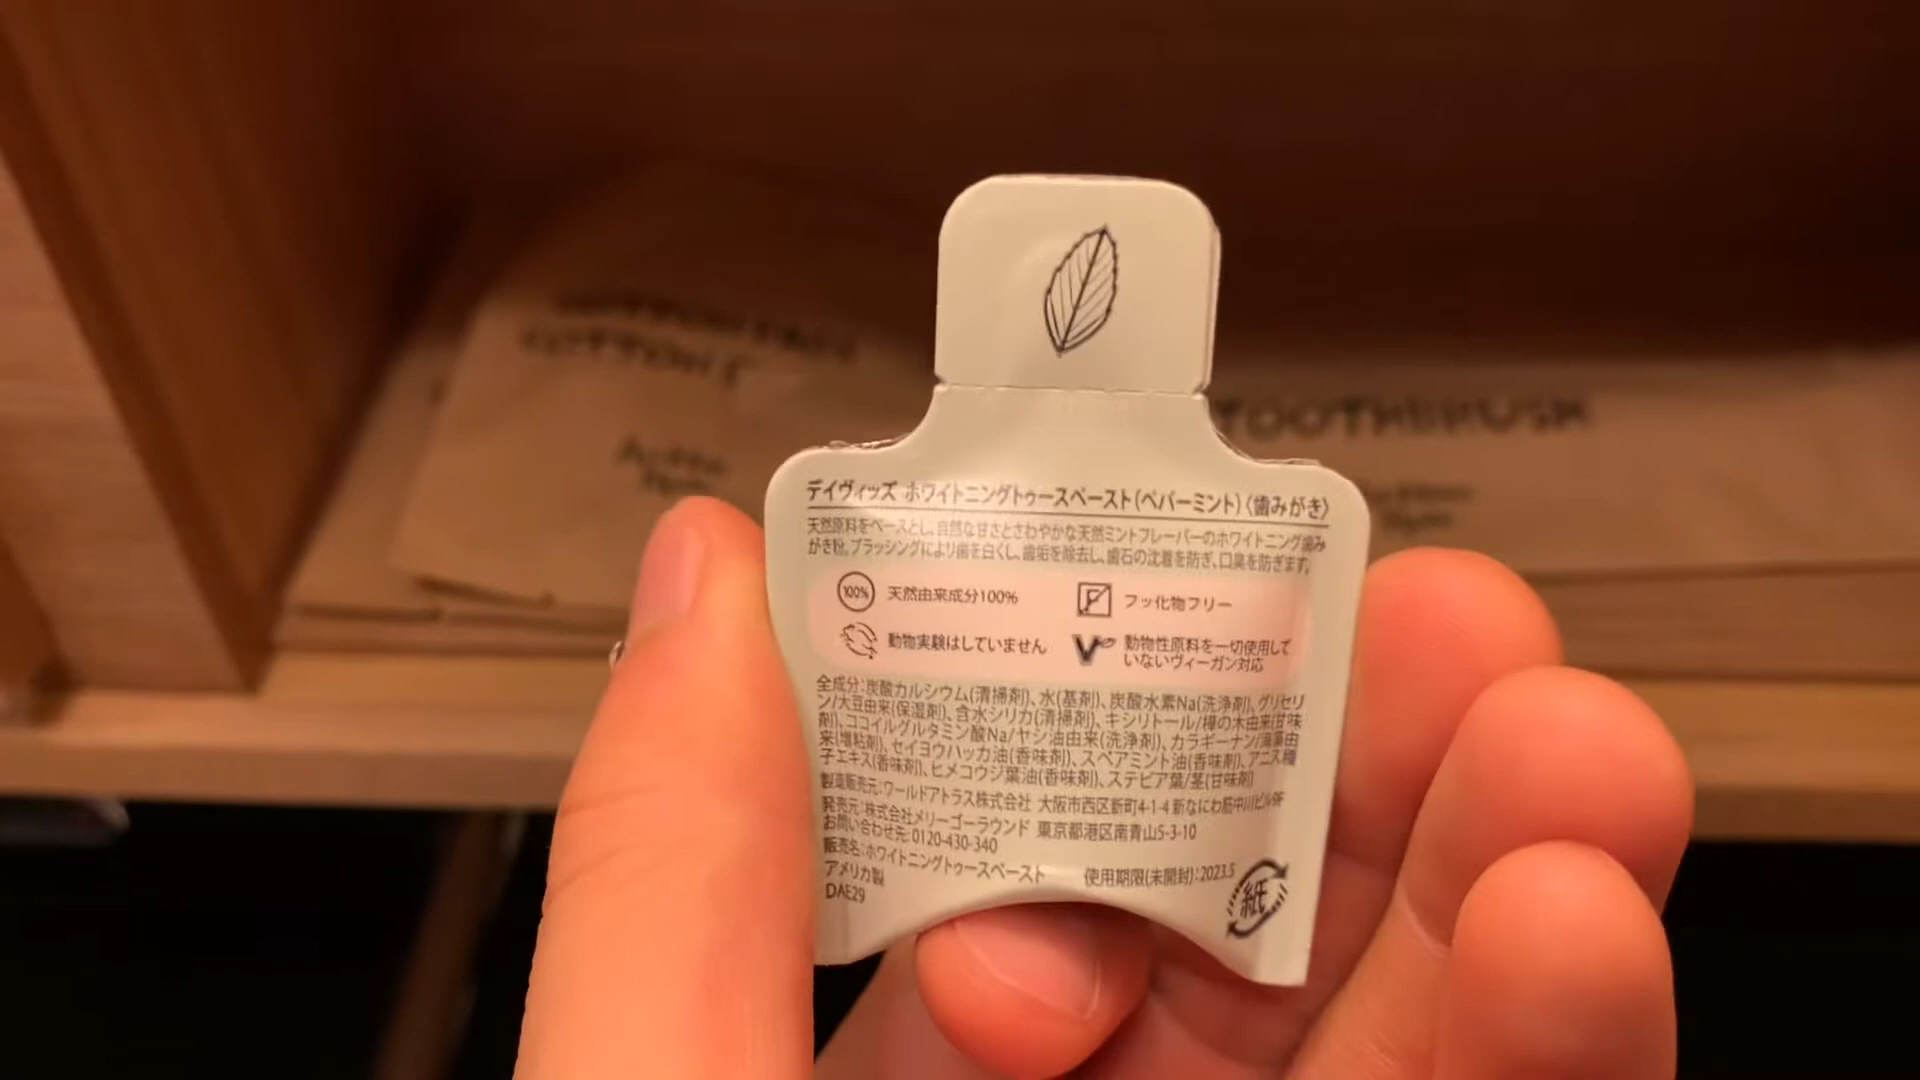 デイヴィッズ ホワイトニングトゥースペースト(ペパーミント)〈歯みがき〉
天然原料をベースとし、自然な甘さとさわやかな天然ミントフレーバーのホワイトニング歯み
がき粉。ブラッシングにより歯を白くし、歯垢を除去し、歯石の沈着を防ぎ、口臭を防ぎます。
100% 天然由来成分100%
F フッ化物フリー
動物実験はしていません
V 動物性原料を一切使用して
いないヴィーガン対応
全成分:炭酸カルシウム(清掃剤)、水(基剤)、炭酸水素Na(洗浄剤)、グリセリ
ン/大豆由来(保湿剤)、含水シリカ(清掃剤)、キシリトール/樺の木由来(甘味
剤)、ココイルグルタミン酸Na/ヤシ油由来(洗浄剤)、カラギーナン/海藻由
来(増粘剤)、セイヨウハッカ油(香味剤)、スペアミント油(香味剤)、アニス種
子エキス(香味剤)、ヒメコウジ葉油(香味剤)、ステビア葉/茎(甘味剤)
製造販売元:ワールドアトラス株式会社 大阪市西区新町4-1-4 新なにわ筋中川ビル9F
発売元:株式会社メリーゴーラウンド 東京都港区南青山5-3-10
お問い合わせ先:0120-430-340
販売名:ホワイトニングトゥースペースト 使用期限(未開封):2023.5
アメリカ製
DAE29
紙
TOOTHBRUSH